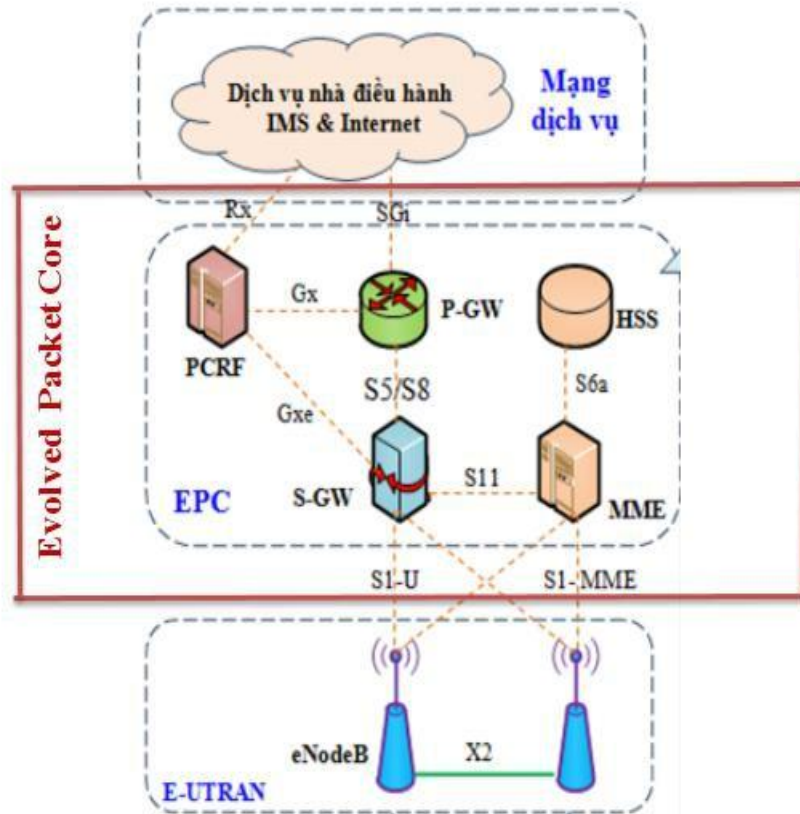 Dịch vụ nhà điều hành
IMS & Internet
Mạng
dịch vụ
Rx
SGi
Evolved Packet Core
Gx
P-GW
HSS
PCRF
S5/S8
S6a
Gxe
S11
EPC
S-GW
MME
S1-U
S1-MME
eNodeB
X2
E-UTRAN